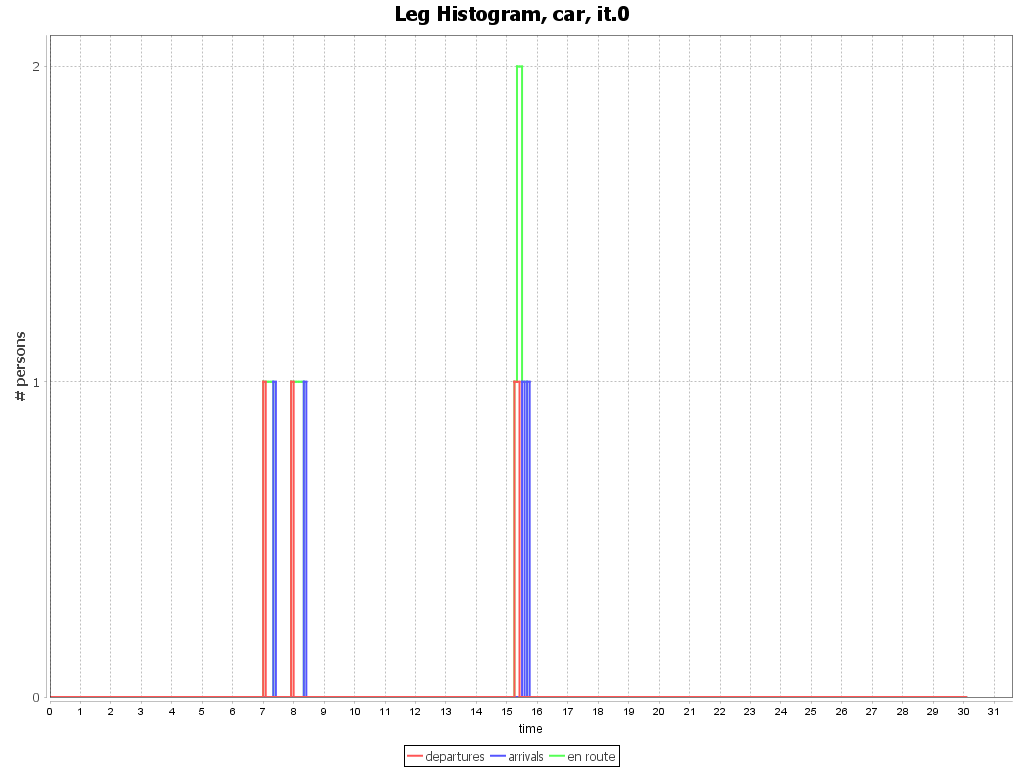 Leg Histogram, car, it.0
# persons
2
1
0
0 1 2 3 4 5 6 7 8 9 10 11 12 13 14 15 16 17 18 19 20 21 22 23 24 25 26 27 28 29 30 31
time
departures arrivals en route